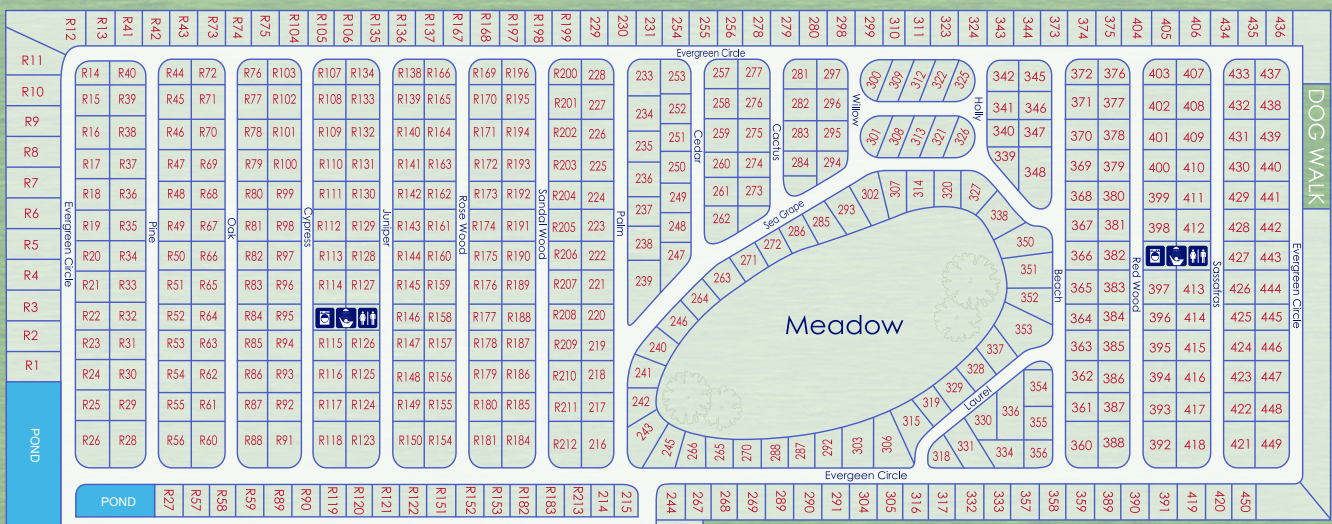 R12 R13 R41 R42 R43 R73 R74 R75 R104 R105 R106 R135 R136 R137 R167 R168 R197 R198 R199 229 230 231 254 255 256 278 279 280 298 299 310 311 323 324 343 344 345 373 374 375 404 405 406 434 435 436
Evergreen Circle
R11
R10
R9
R8
R7
R6
R5
R4
R3
R2
R1
POND
Evergreen Circle
R14 R40
R15 R39
R16 R38
R17 R37
R18 R36
R19 R35
R20 R34
R21 R33
R22 R32
R23 R31
R24 R30
R25 R29
R26 R28
Pine
R44 R72
R45 R71
R46 R70
R47 R69
R48 R68
R49 R67
R50 R66
R51 R65
R52 R64
R53 R63
R54 R62
R55 R61
R56 R60
Oak
R76 R103
R77 R102
R78 R101
R79 R100
R80 R99
R81 R98
R82 R97
R83 R96
R84 R95
R85 R94
R86 R93
R87 R92
R88 R91
Cypress
R107 R134
R108 R133
R109 R132
R110 R131
R111 R130
R112 R129
R113 R128
R114 R127
R115 R126
R116 R125
R117 R124
R118 R123
Juniper
R138 R166
R139 R165
R140 R164
R141 R163
R142 R162
R143 R161
R144 R160
R145 R159
R146 R158
R147 R157
R148 R156
R149 R155
R150 R154
Rose Wood
R169 R196
R170 R195
R171 R194
R172 R193
R173 R192
R174 R191
R175 R190
R176 R189
R177 R188
R178 R187
R179 R186
R180 R185
R181 R184
Sandal Wood
R200 228
R201 227
R202 226
R203 225
R204 224
R205 223
R206 222
R207 221
R208 220
R209 219
R210 218
R211 217
R212 216
Palm
233 253
234 252
235 251
236 250
237 249
238 248
239 247
Cedar
257 277
258 276
259 275
260 274
261 273
262
Cactus
281 297
282 296
283 295
284 294
Willow
300 309 312 322 325
301 308 313 321 326
Holly
342 345
341 346
340 347
339 348
Sea Grape
302 307 314 320 327
293
285
286
272
271
263
264
246
240
241
242
243
245 266 265 270 288 287 292 303 306
315
319
329
328
337
353
352
351
350
338
Meadow
Laurel
318 331 330 336 334
354
355
356
Beach
372 376
371 377
370 378
369 379
368 380
367 381
366 382
365 383
364 384
363 385
362 386
361 387
360 388
Red Wood
403 407
402 408
401 409
400 410
399 411
398 412
397 413
396 414
395 415
394 416
393 417
392 418
Sassafras
433 437
432 438
431 439
430 440
429 441
428 442
427 443
426 444
425 445
424 446
423 447
422 448
421 449
Evergreen Circle
DOG WALK
Evergreen Circle
POND
R27 R57 R58 R59 R89 R90 R119 R120 R121 R122 R151 R152 R153 R182 R183 R213 214 215
244 267 268 269 289 290 291 304 305 316 317 332 333 335 357 358 359 389 390 391 419 420 450